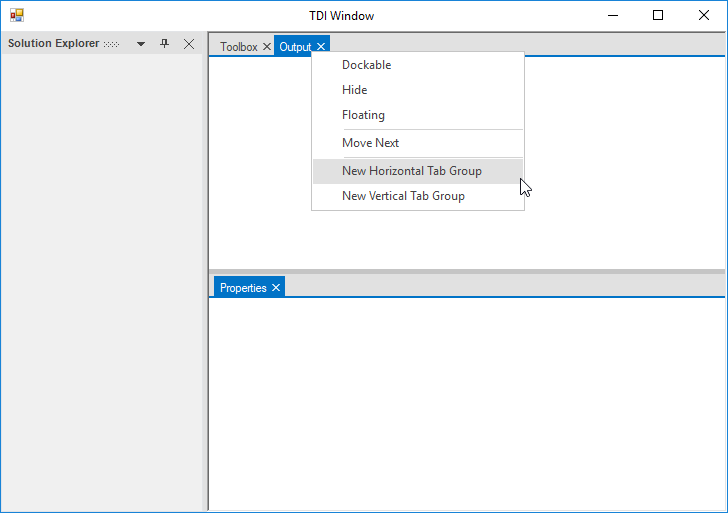 TDI Window
Solution Explorer
Toolbox
Output
Dockable
Hide
Floating
Move Next
New Horizontal Tab Group
New Vertical Tab Group
Properties